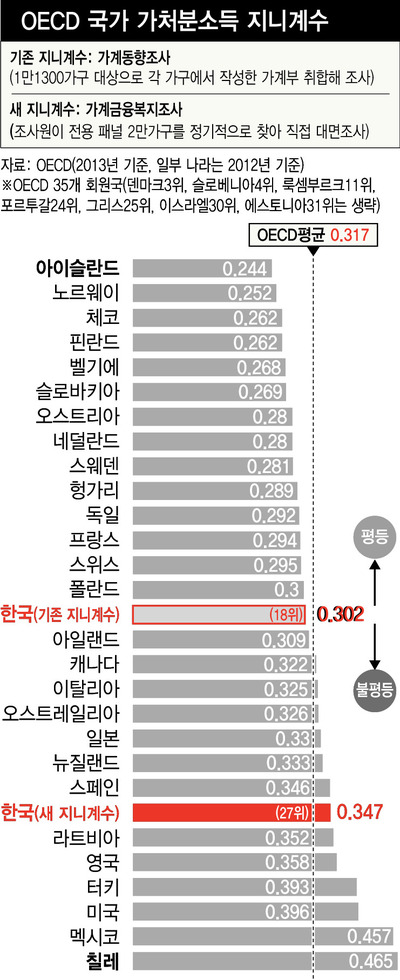 OECD 국가 가처분소득 지니계수
기존 지니계수: 가계동향조사
(1만1300가구 대상으로 각 가구에서 작성한 가계부 취합해 조사)
새 지니계수: 가계금융복지조사
(조사원이 전용 패널 2만가구를 정기적으로 찾아 직접 대면조사)
자료: OECD(2013년 기준, 일부 나라는 2012년 기준)
※OECD 35개 회원국(덴마크3위, 슬로베니아4위, 룩셈부르크11위,
포르투갈24위, 그리스25위, 이스라엘30위, 에스토니아31위는 생략)
OECD평균 0.317
아이슬란드 0.244
노르웨이 0.252
체코 0.262
핀란드 0.262
벨기에 0.268
슬로바키아 0.269
오스트리아 0.28
네덜란드 0.28
스웨덴 0.281
헝가리 0.289
독일 0.292
프랑스 0.294
평등
스위스 0.295
폴란드 0.3
한국(기존 지니계수) (18위) 0.302
아일랜드 0.309
캐나다 0.322
이탈리아 0.325
불평등
오스트레일리아 0.326
일본 0.33
뉴질랜드 0.333
스페인 0.346
한국(새 지니계수) (27위) 0.347
라트비아 0.352
영국 0.358
터키 0.393
미국 0.396
멕시코 0.457
칠레 0.465